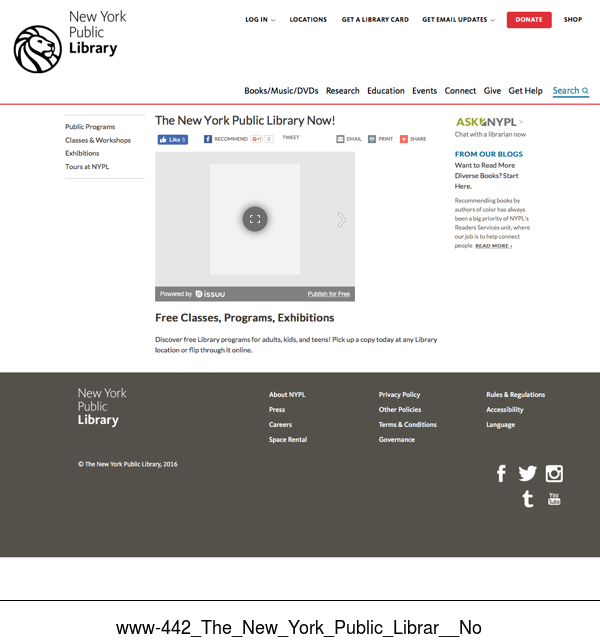 New York
Public
Library
LOG IN
LOCATIONS
GET A LIBRARY CARD
GET EMAIL UPDATES
DONATE
SHOP
Books/Music/DVDs Research Education Events Connect Give Get Help Search
Public Programs
Classes & Workshops
Exhibitions
Tours at NYPL
The New York Public Library Now!
Like 5
RECOMMEND
G+1 0
TWEET
EMAIL
PRINT
SHARE
Powered by issuu
Publish for Free
Free Classes, Programs, Exhibitions
Discover free Library programs for adults, kids, and teens! Pick up a copy today at any Library
location or flip through it online.
ASK NYPL >
Chat with a librarian now
FROM OUR BLOGS
Want to Read More
Diverse Books? Start
Here.
Recommending books by
authors of color has always
been a big priority of NYPL's
Readers Services unit, where
our job is to help connect
people READ MORE ›
New York
Public
Library
© The New York Public Library, 2016
About NYPL
Press
Careers
Space Rental
Privacy Policy
Other Policies
Terms & Conditions
Governance
Rules & Regulations
Accessibility
Language
You
Tube
www-442_The_New_York_Public_Librar__No